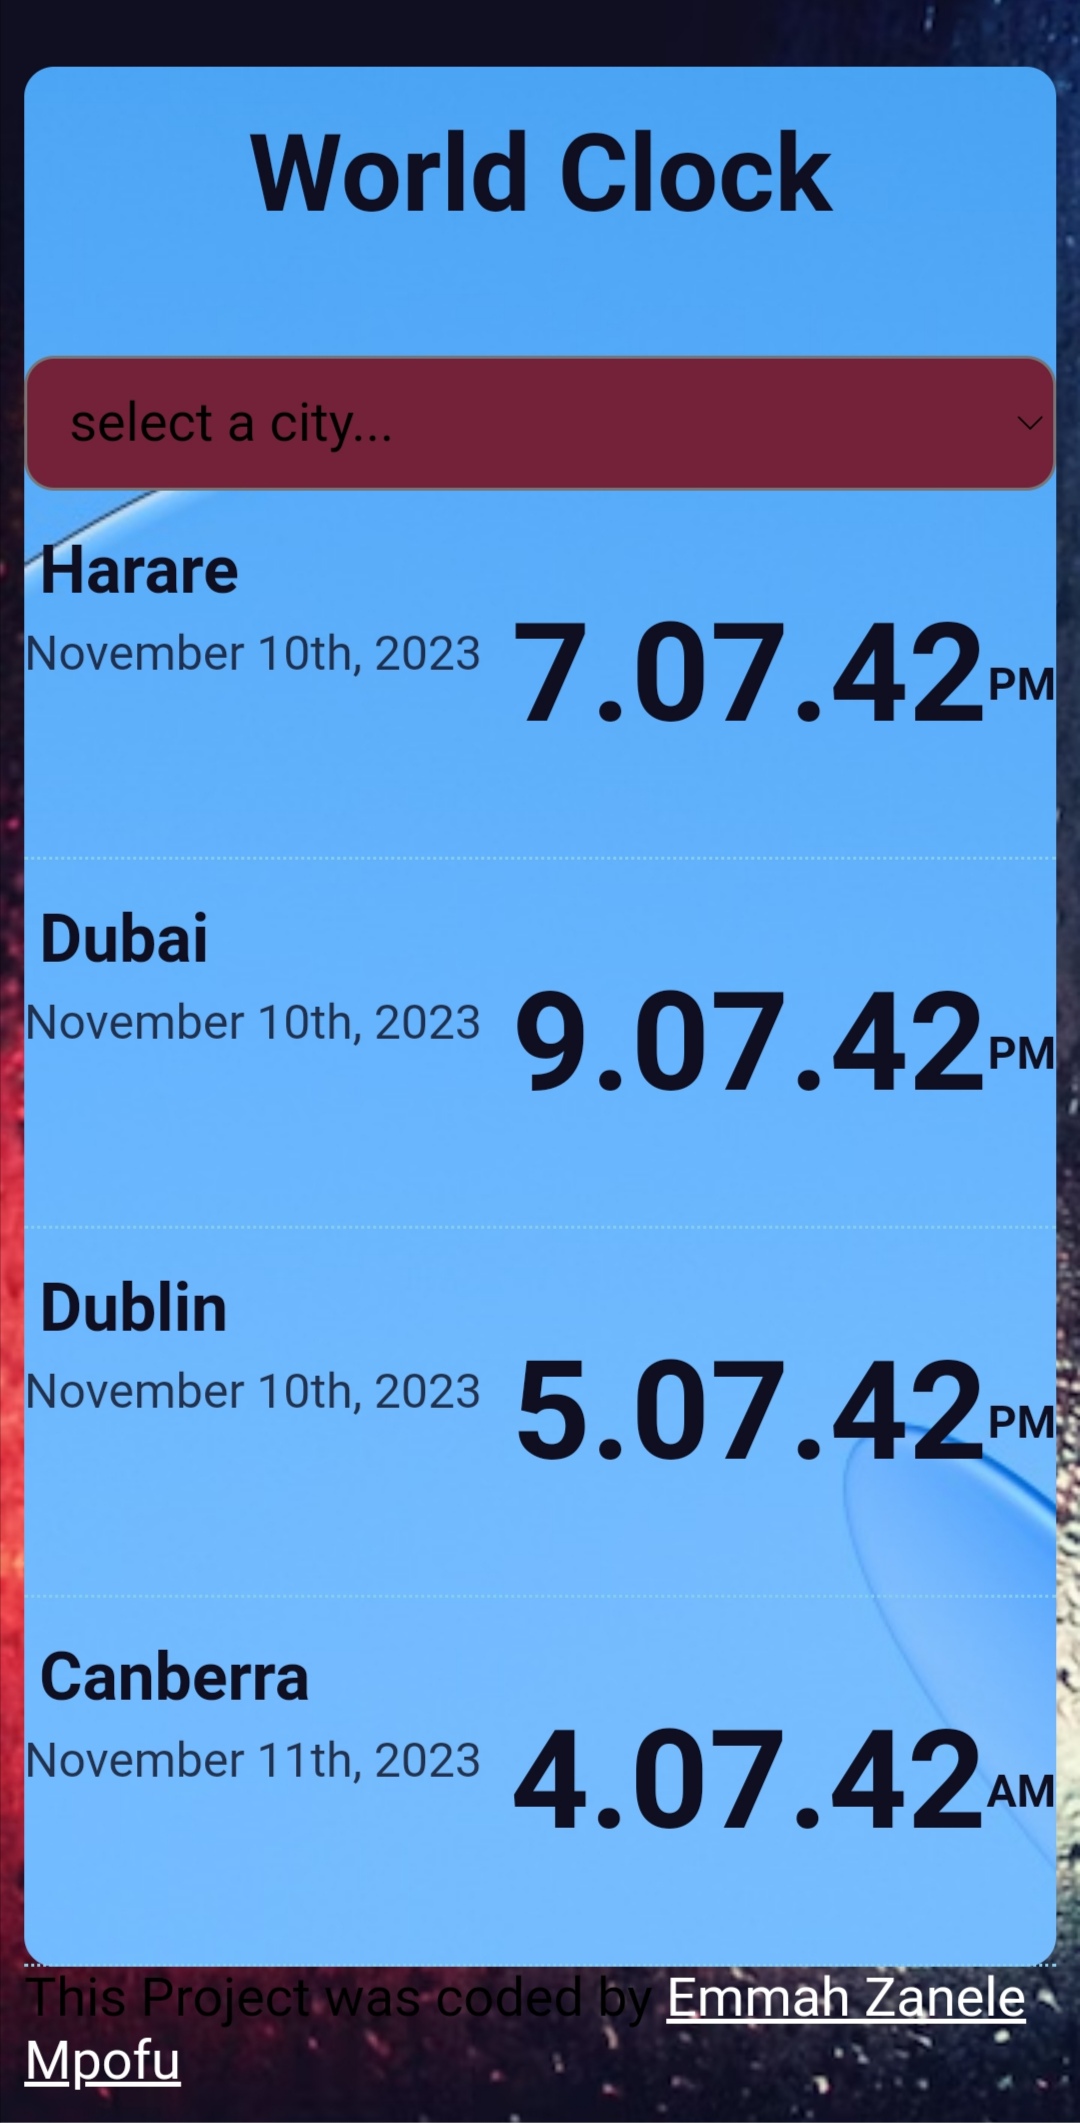 World Clock
select a city...
Harare
November 10th, 2023 7.07.42PM
Dubai
November 10th, 2023 9.07.42PM
Dublin
November 10th, 2023 5.07.42PM
Canberra
November 11th, 2023 4.07.42AM
This Project was coded by Emmah Zanele
Mpofu